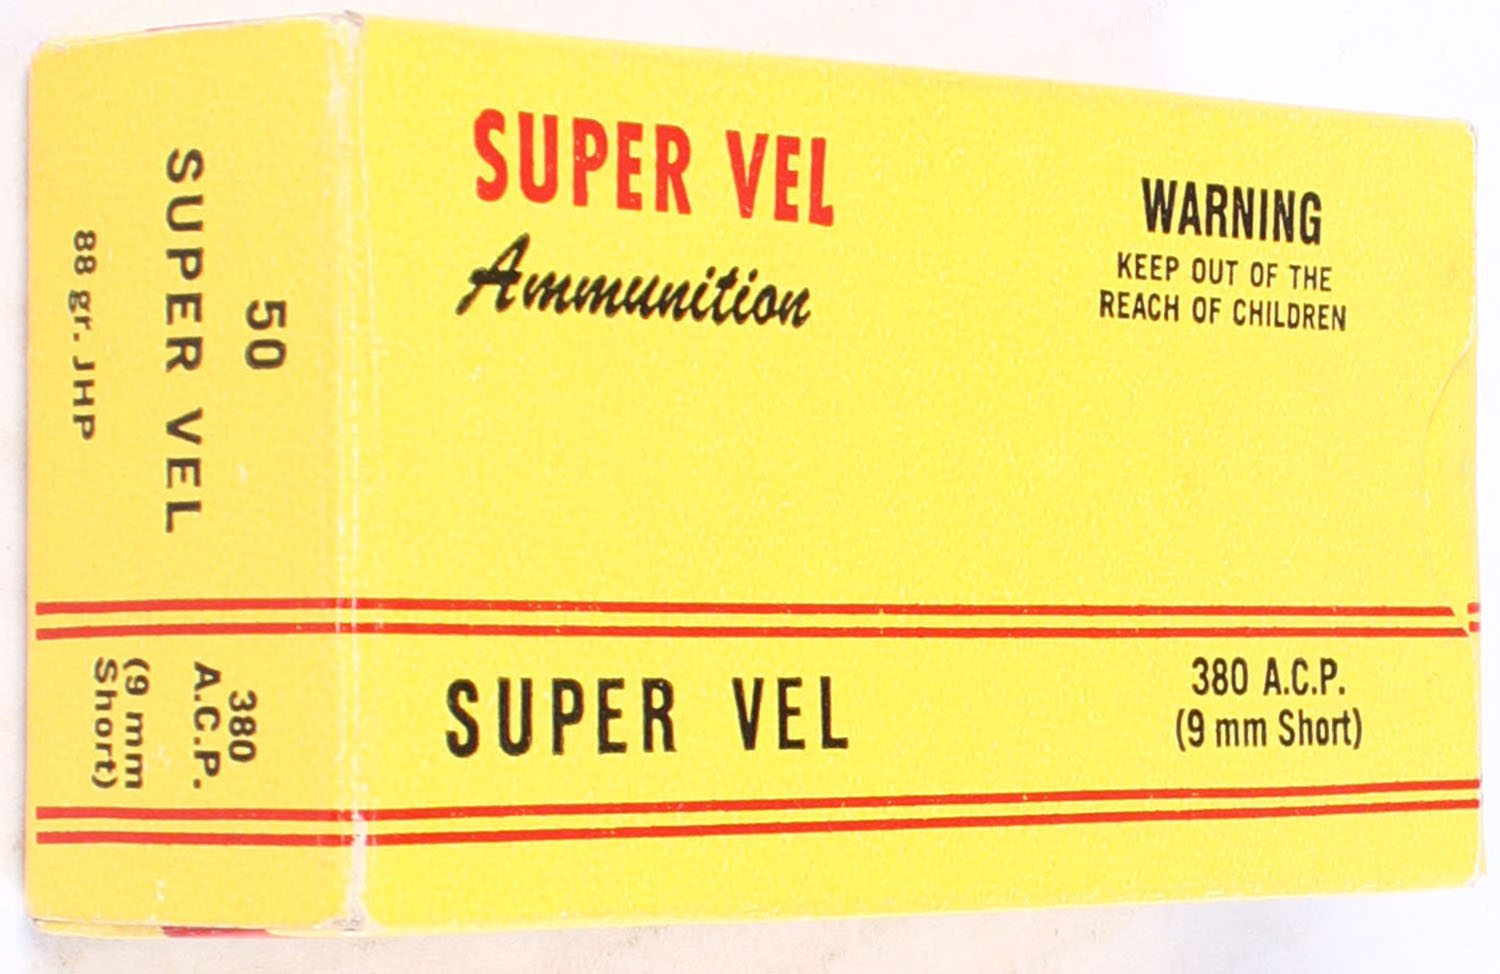 SUPER VEL
Ammunition
WARNING
KEEP OUT OF THE
REACH OF CHILDREN
SUPER VEL
380 A.C.P.
(9 mm Short)
50
SUPER VEL
88 gr. JHP
380
A.C.P.
(9 mm
Short)